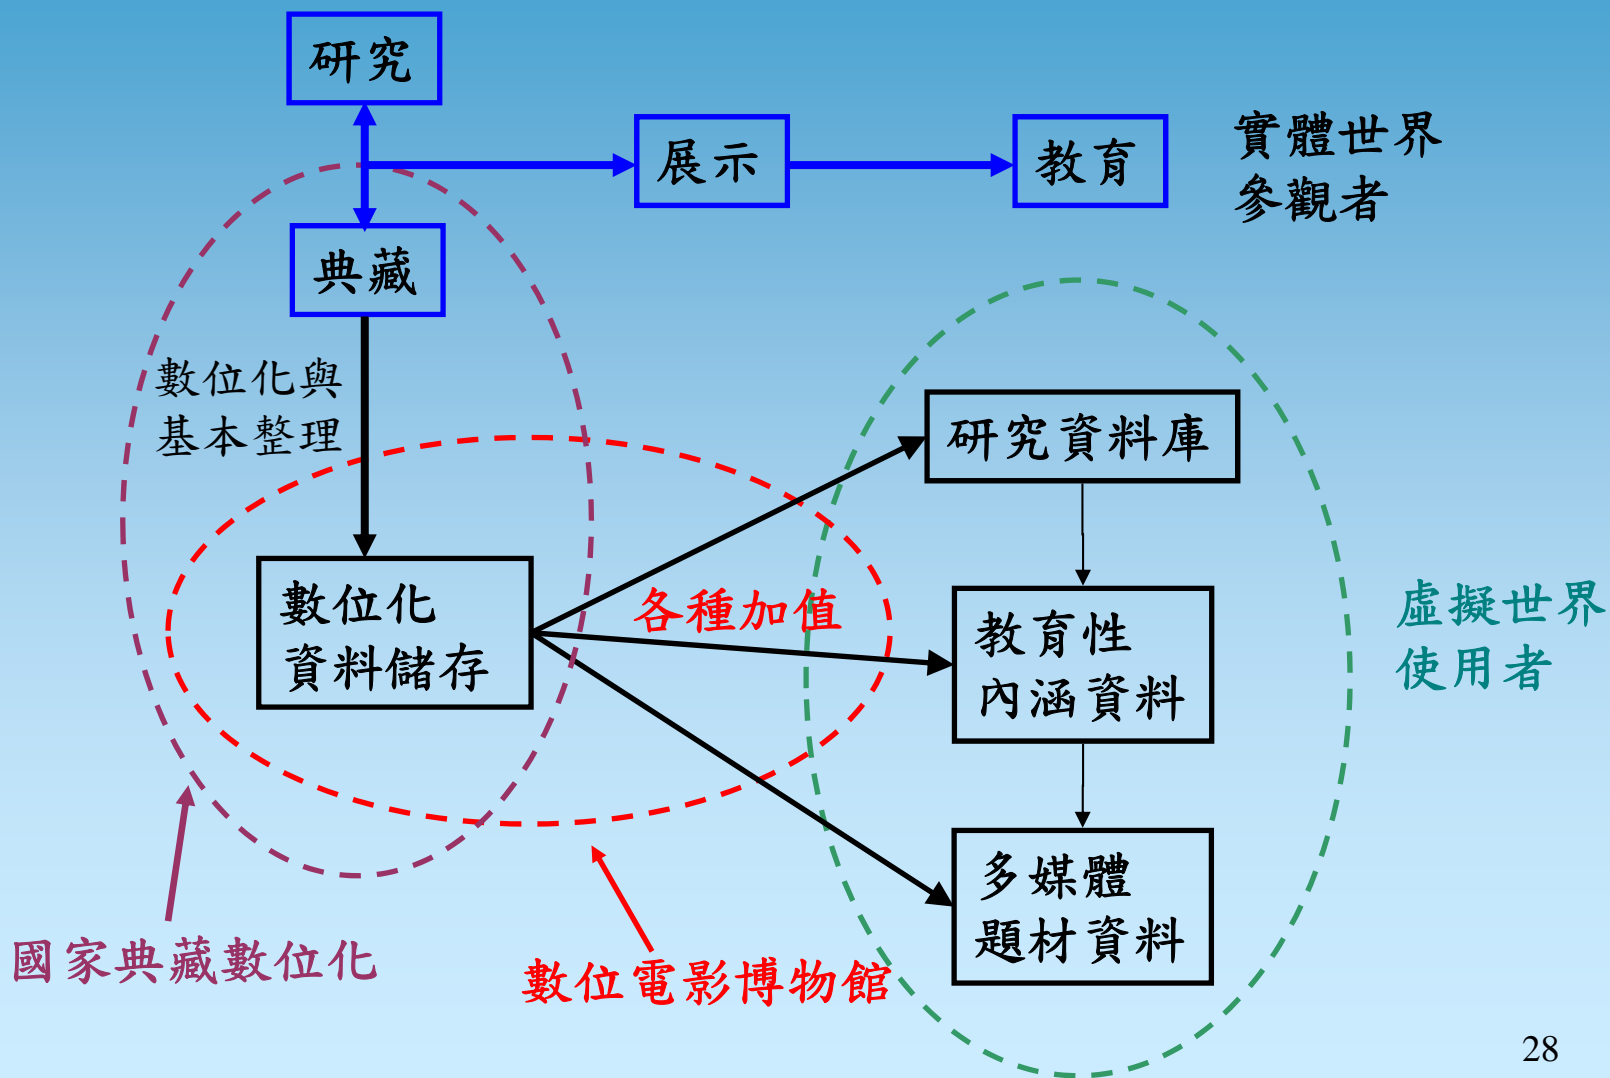 研究
展示
教育
實體世界
參觀者
典藏
數位化與
基本整理
研究資料庫
數位化
資料儲存
各種加值
教育性
內涵資料
虛擬世界
使用者
多媒體
題材資料
國家典藏數位化
數位電影博物館
28